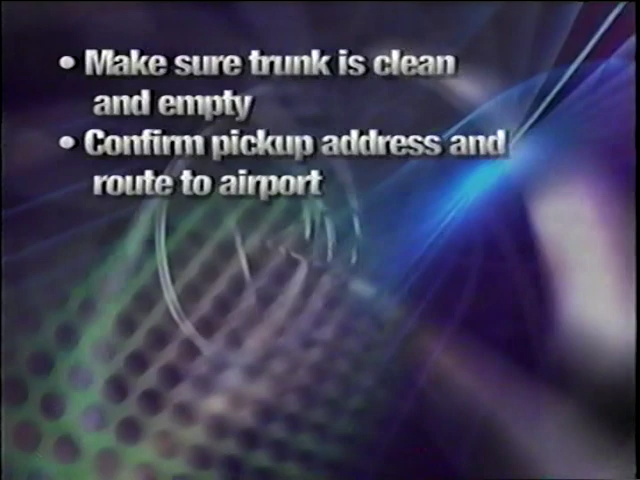 • Make sure trunk is clean
and empty
• Confirm pickup address and
route to airport